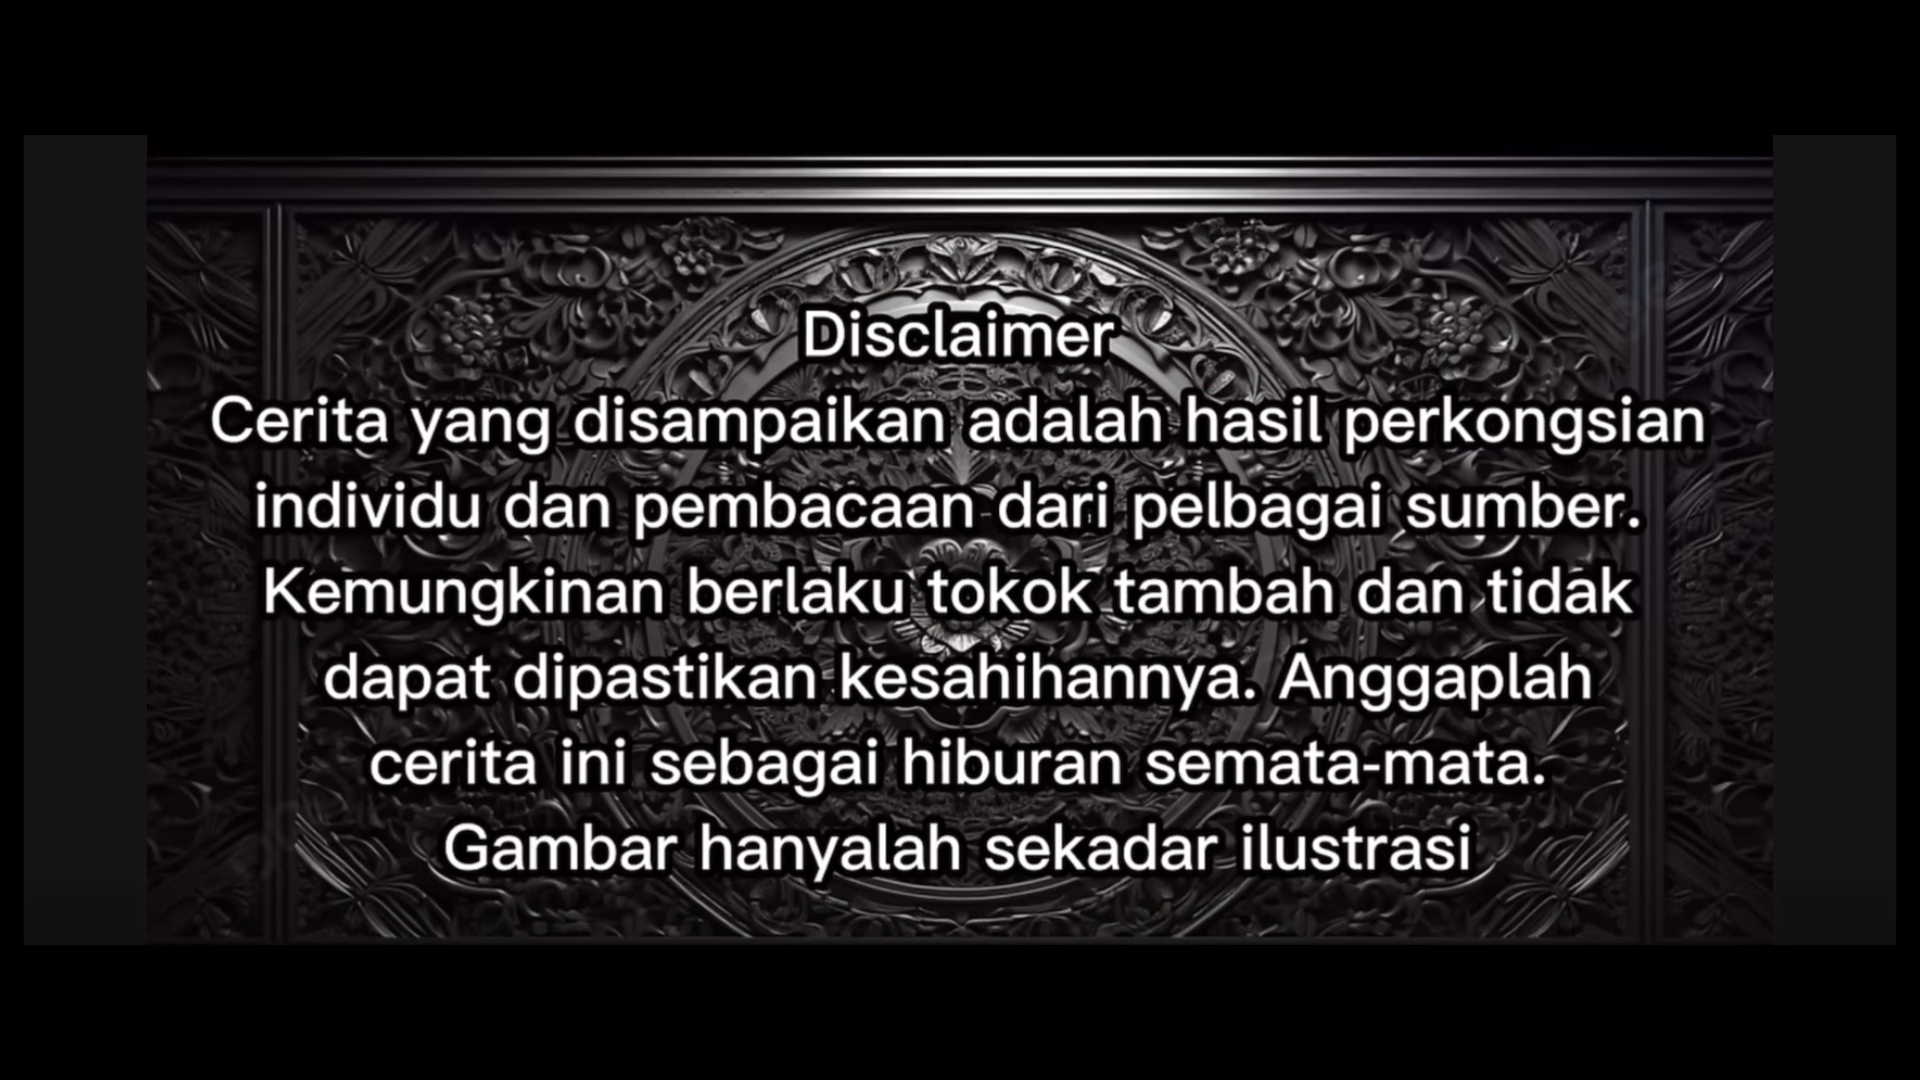 Disclaimer
Cerita yang disampaikan adalah hasil perkongsian
individu dan pembacaan dari pelbagai sumber.
Kemungkinan berlaku tokok tambah dan tidak
dapat dipastikan kesahihannya. Anggaplah
cerita ini sebagai hiburan semata-mata.
Gambar hanyalah sekadar ilustrasi